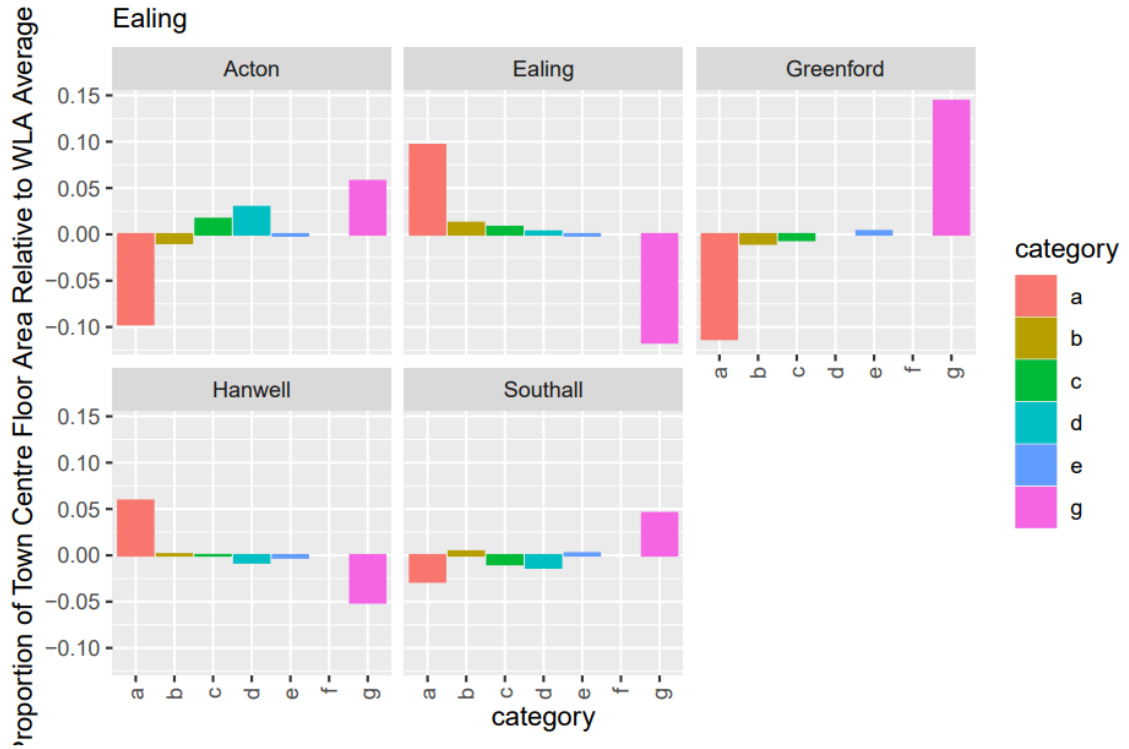 Ealing
Proportion of Town Centre Floor Area Relative to WLA Average
Acton
Ealing
Greenford
0.15
0.10
0.05
0.00
−0.05
−0.10
a b c d e f g
Hanwell
Southall
0.15
0.10
0.05
0.00
−0.05
−0.10
a b c d e f g
a b c d e f g
category
category
a
b
c
d
e
g